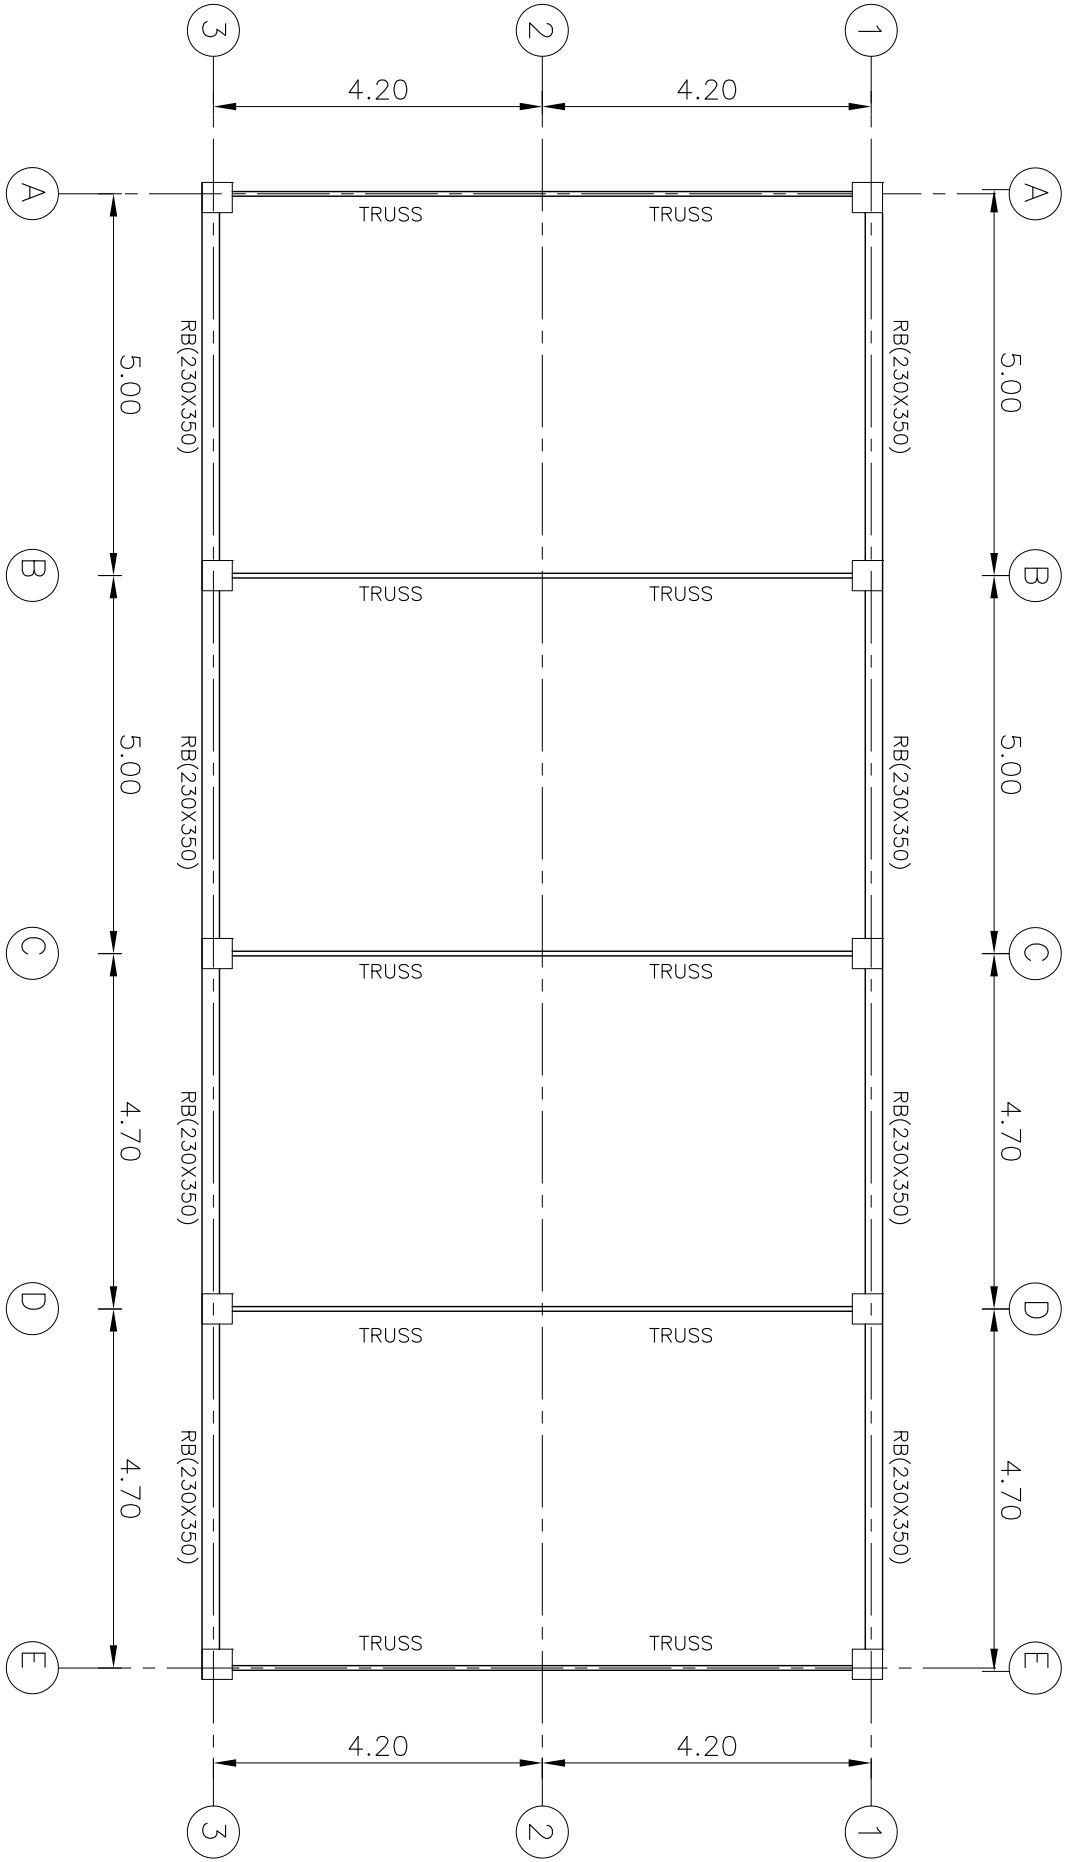 3
2
1
4.20
4.20
A
A
TRUSS
TRUSS
5.00
RB(230X350)
RB(230X350)
5.00
B
B
TRUSS
TRUSS
5.00
RB(230X350)
RB(230X350)
5.00
C
C
TRUSS
TRUSS
4.70
RB(230X350)
RB(230X350)
4.70
D
D
TRUSS
TRUSS
4.70
RB(230X350)
RB(230X350)
4.70
TRUSS
TRUSS
E
E
4.20
4.20
3
2
1